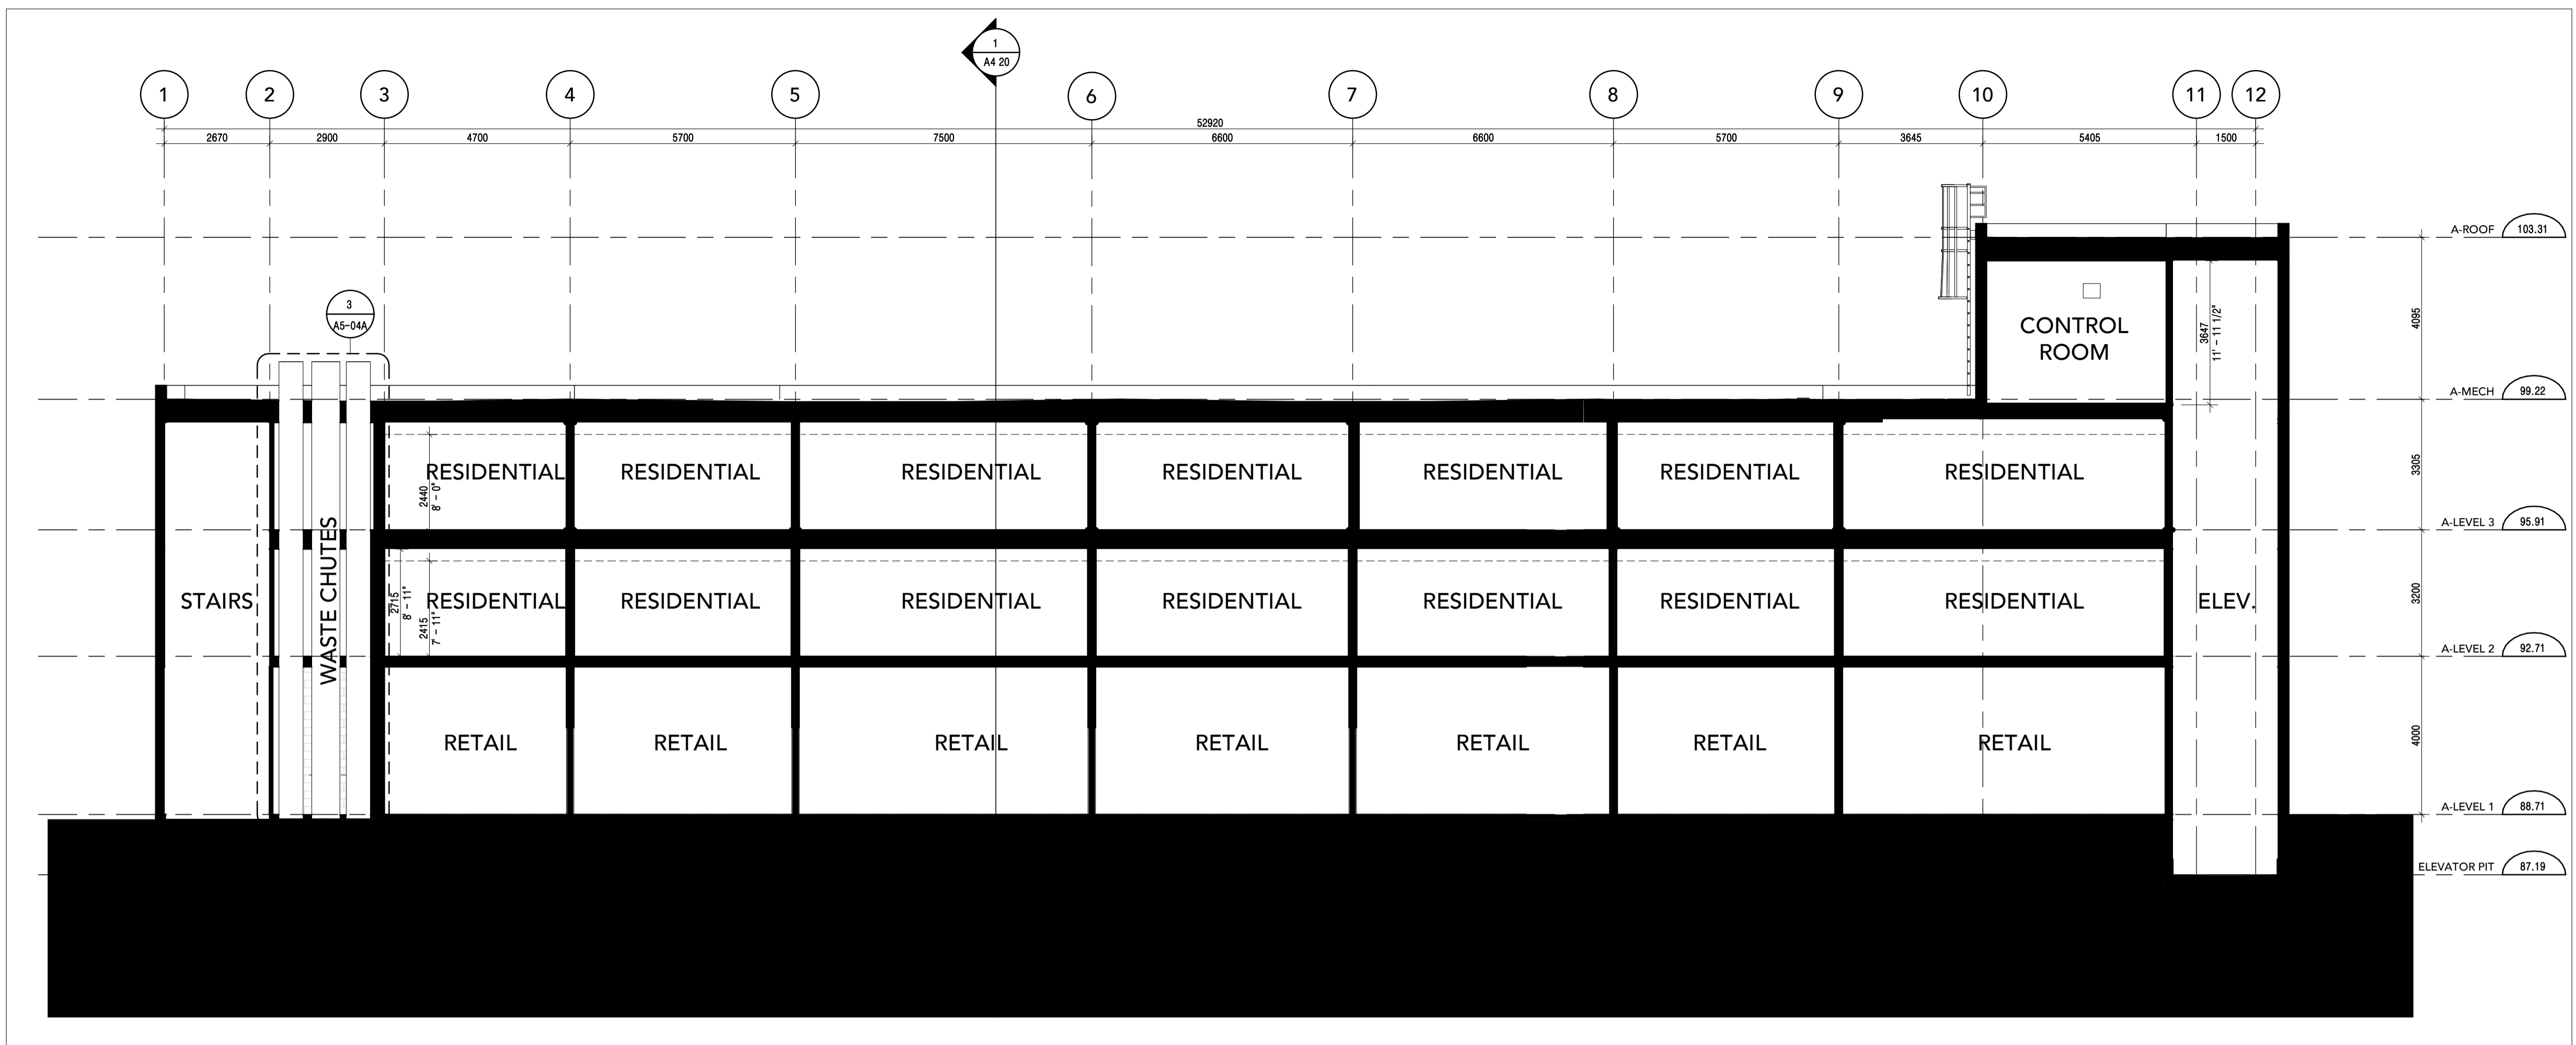 1
A4 20
1
2
3
4
5
6
7
8
9
10
11
12
52920
2670
2900
4700
5700
7500
6600
6600
5700
3645
5405
1500
A-ROOF 103.31
3
A5-04A
CONTROL
ROOM
3647
11' - 11 1/2"
4095
A-MECH 99.22
RESIDENTIAL
RESIDENTIAL
RESIDENTIAL
RESIDENTIAL
RESIDENTIAL
RESIDENTIAL
RESIDENTIAL
2440
8' - 0"
3305
A-LEVEL 3 95.91
STAIRS
WASTE CHUTES
2715
8' - 11"
2415
7' - 11"
RESIDENTIAL
RESIDENTIAL
RESIDENTIAL
RESIDENTIAL
RESIDENTIAL
RESIDENTIAL
RESIDENTIAL
ELEV.
3200
A-LEVEL 2 92.71
RETAIL
RETAIL
RETAIL
RETAIL
RETAIL
RETAIL
RETAIL
4000
A-LEVEL 1 88.71
ELEVATOR PIT 87.19